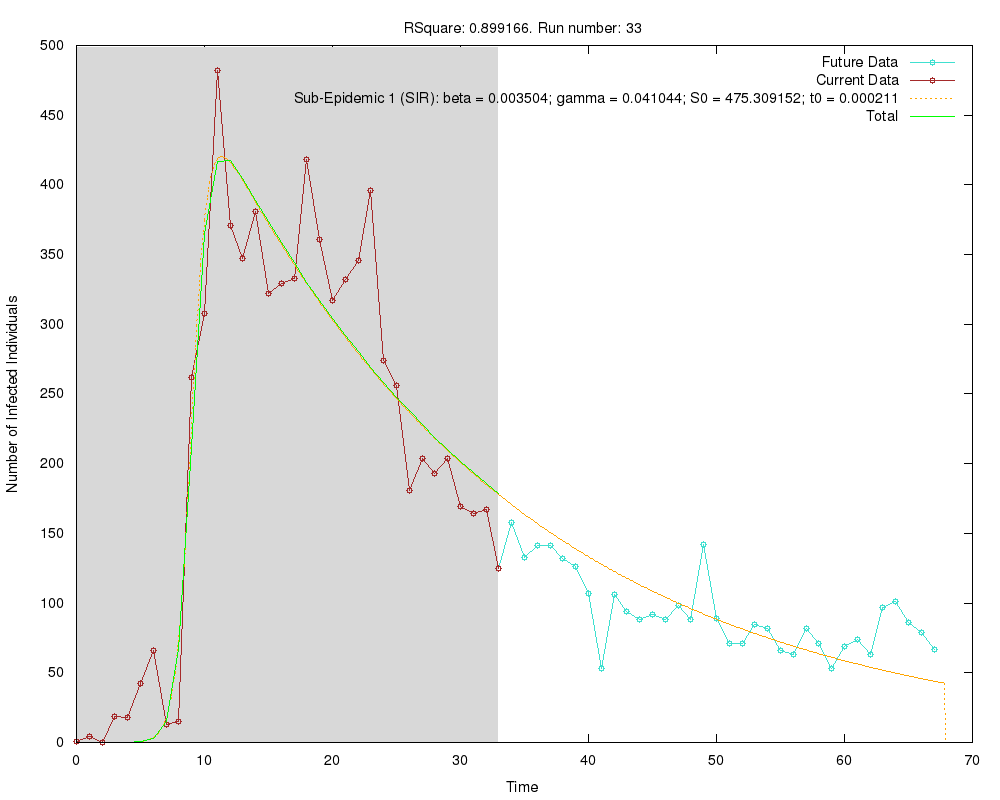 RSquare: 0.899166. Run number: 33
500
450
400
350
300
250
200
150
100
50
0
Number of Infected Individuals
Future Data
Current Data
Sub-Epidemic 1 (SIR): beta = 0.003504; gamma = 0.041044; S0 = 475.309152; t0 = 0.000211
Total
0 10 20 30 40 50 60 70
Time